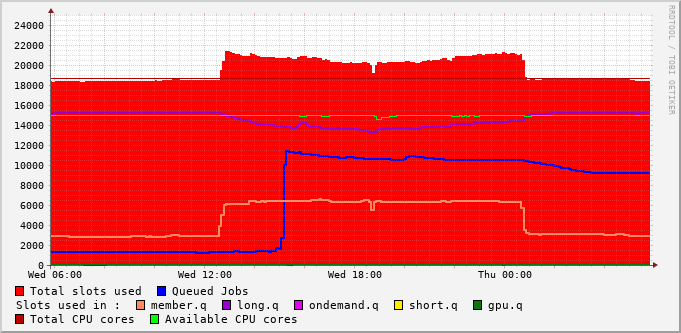 24000
22000
20000
18000
16000
14000
12000
10000
8000
6000
4000
2000
0
Wed 06:00 Wed 12:00 Wed 18:00 Thu 00:00
Total slots used Queued Jobs
Slots used in : member.q long.q ondemand.q short.q gpu.q
Total CPU cores Available CPU cores
RRDTOOL / TOBI OETIKER